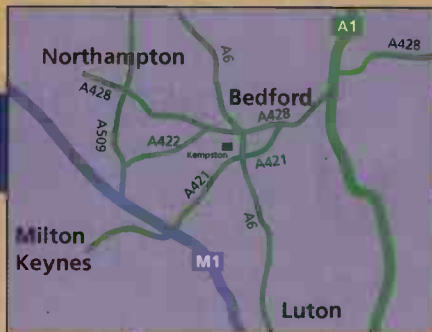 A1
A428
Northampton
A6
A428
Bedford
A428
A509
A422
Kempston
A421
A421
A6
Milton
Keynes
M1
Luton